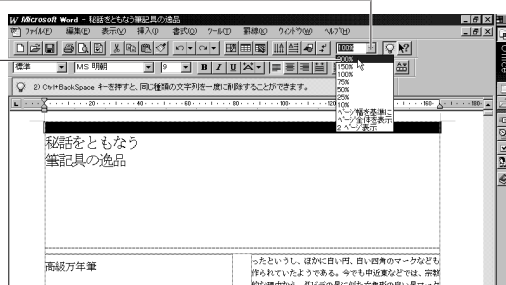 Microsoft Word - 秘話をともなう筆記具の逸品
ファイル(F) 編集(E) 表示(V) 挿入(I) 書式(O) ツール(T) 罫線(A) ウィンドウ(W) ヘルプ(H)
100%
標準 MS 明朝 9 B I U
200%
150%
100%
75%
50%
25%
10%
ページ幅を基準に
ページ全体を表示
2 ページ表示
2) Ctrl+BackSpace キーを押すと、同じ種類の文字列を一度に削除することができます。
Office
秘話をともなう
筆記具の逸品
高級万年筆
ったというし、ほかに白い円、白い四角のマークなども
作られていたようである。今でも中近東などでは、宗教